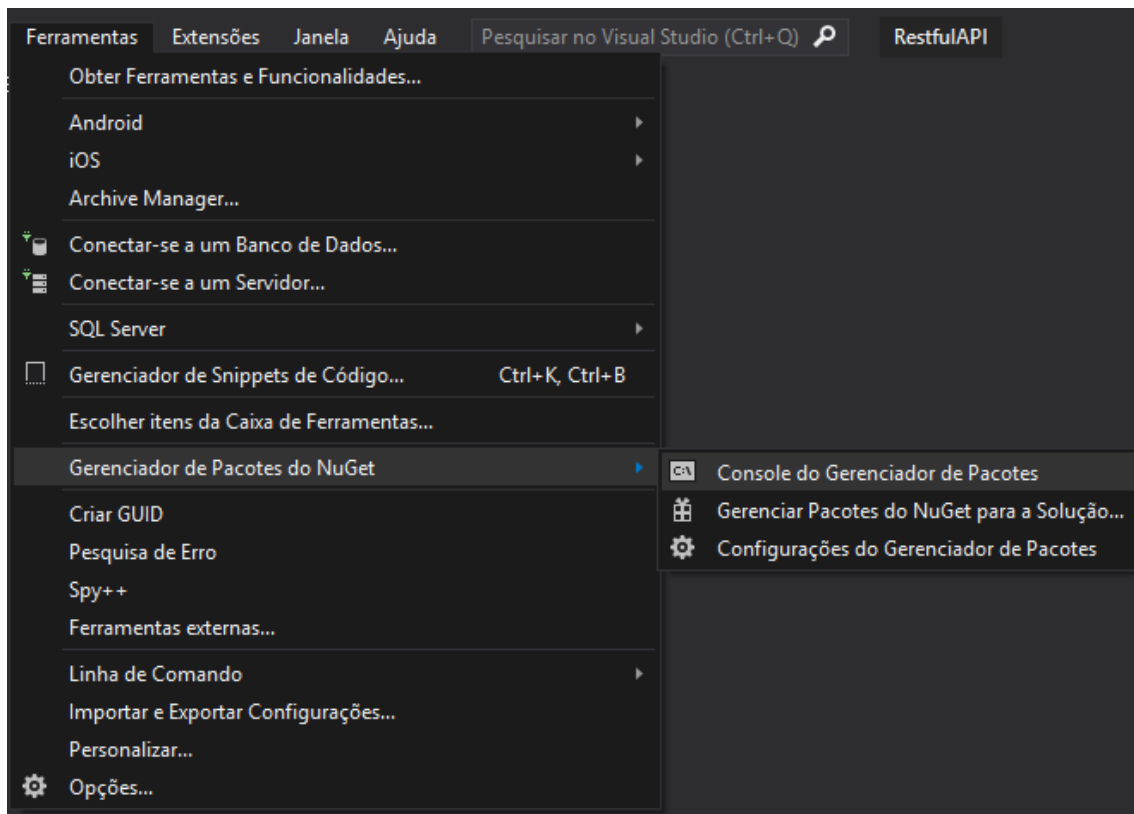 Ferramentas Extensões Janela Ajuda Pesquisar no Visual Studio (Ctrl+Q) RestfulAPI
Obter Ferramentas e Funcionalidades...
Android
iOS
Archive Manager...
Conectar-se a um Banco de Dados...
Conectar-se a um Servidor...
SQL Server
Gerenciador de Snippets de Código... Ctrl+K, Ctrl+B
Escolher itens da Caixa de Ferramentas...
Gerenciador de Pacotes do NuGet
C:\ Console do Gerenciador de Pacotes
Gerenciar Pacotes do NuGet para a Solução...
Configurações do Gerenciador de Pacotes
Criar GUID
Pesquisa de Erro
Spy++
Ferramentas externas...
Linha de Comando
Importar e Exportar Configurações...
Personalizar...
Opções...